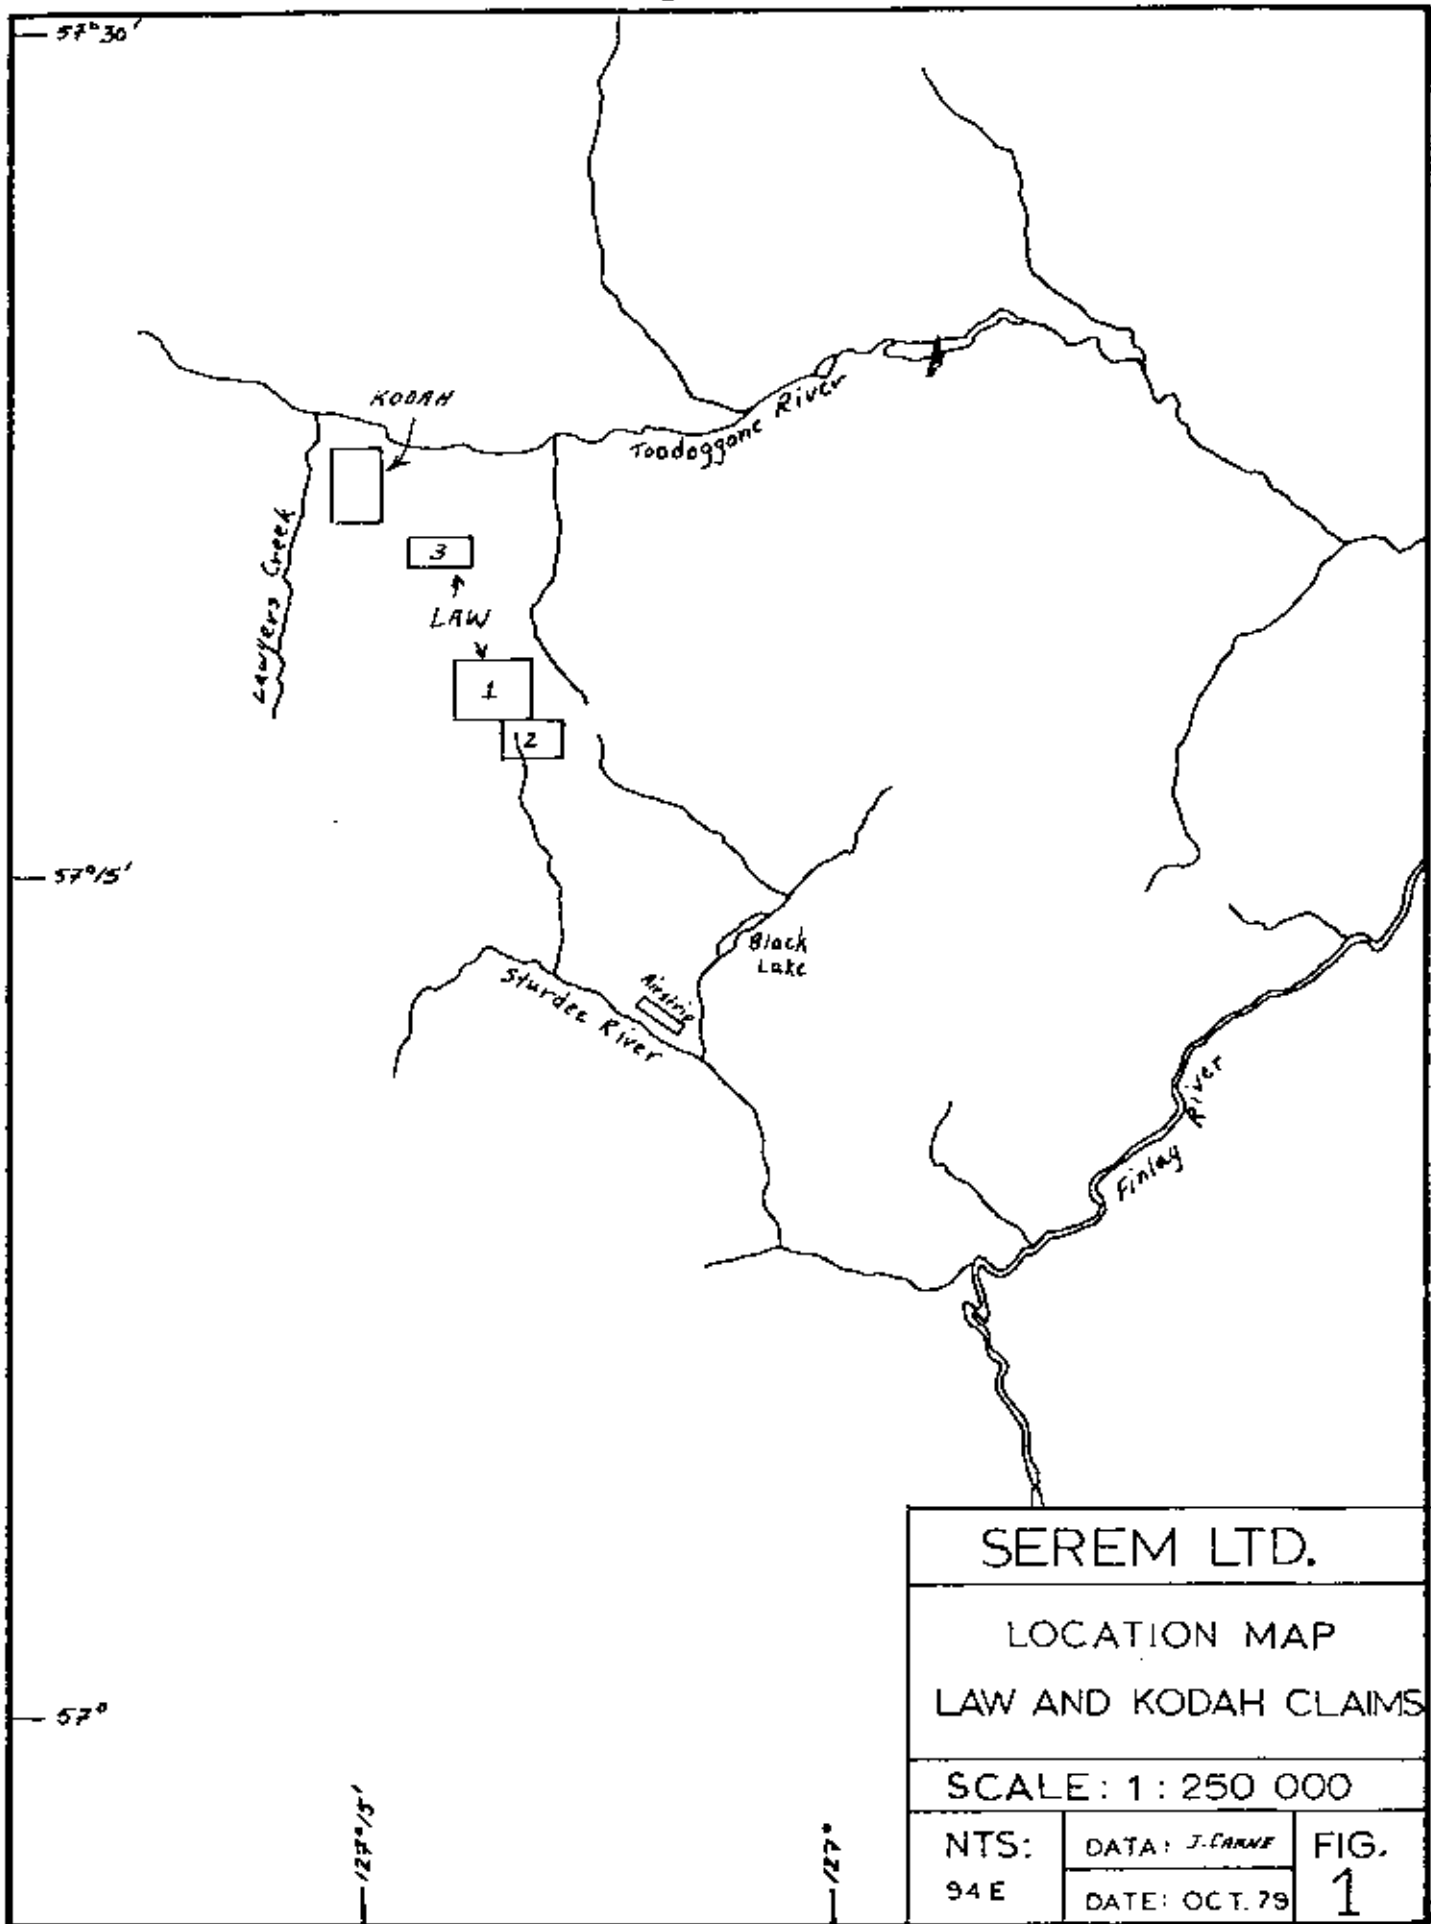 57°30'
KODAH
Toodoggone River
Lawyers Creek
3
LAW
1
2
57°15'
Black
Lake
Airstrip
Sturdee River
Finlay River
57°
127°15'
127°
SEREM LTD.
LOCATION MAP
LAW AND KODAH CLAIMS
SCALE: 1 : 250 000
NTS:
94 E
DATA: J. CARNE
DATE: OCT. 79
FIG.
1